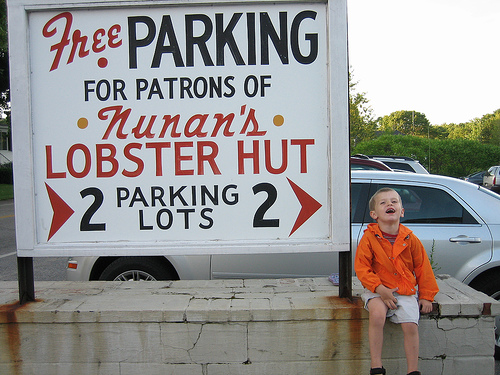 Free PARKING
FOR PATRONS OF
• Nunan's •
LOBSTER HUT
2 PARKING LOTS 2